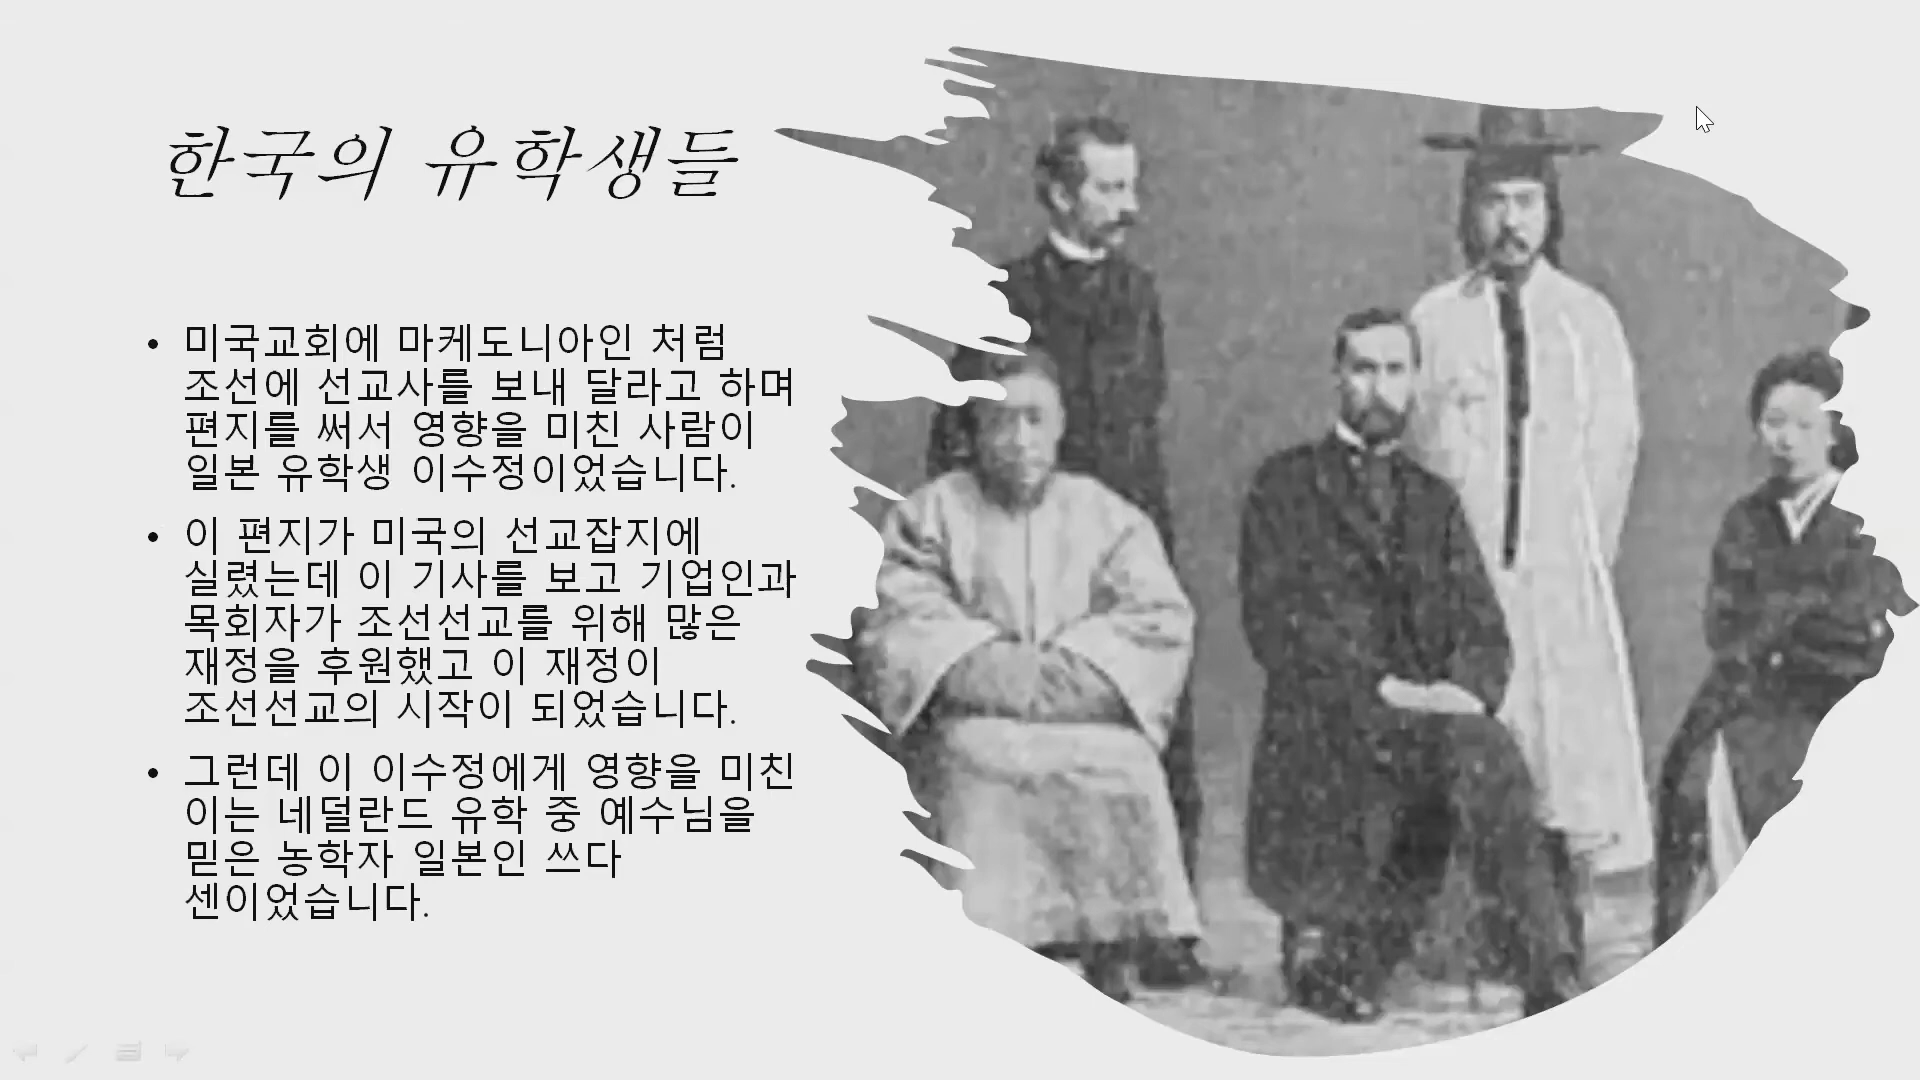 한국의 유학생들
• 미국교회에 마케도니아인 처럼
조선에 선교사를 보내 달라고 하며
편지를 써서 영향을 미친 사람이
일본 유학생 이수정이었습니다.
• 이 편지가 미국의 선교잡지에
실렸는데 이 기사를 보고 기업인과
목회자가 조선선교를 위해 많은
재정을 후원했고 이 재정이
조선선교의 시작이 되었습니다.
• 그런데 이 이수정에게 영향을 미친
이는 네덜란드 유학 중 예수님을
믿은 농학자 일본인 쓰다
센이었습니다.